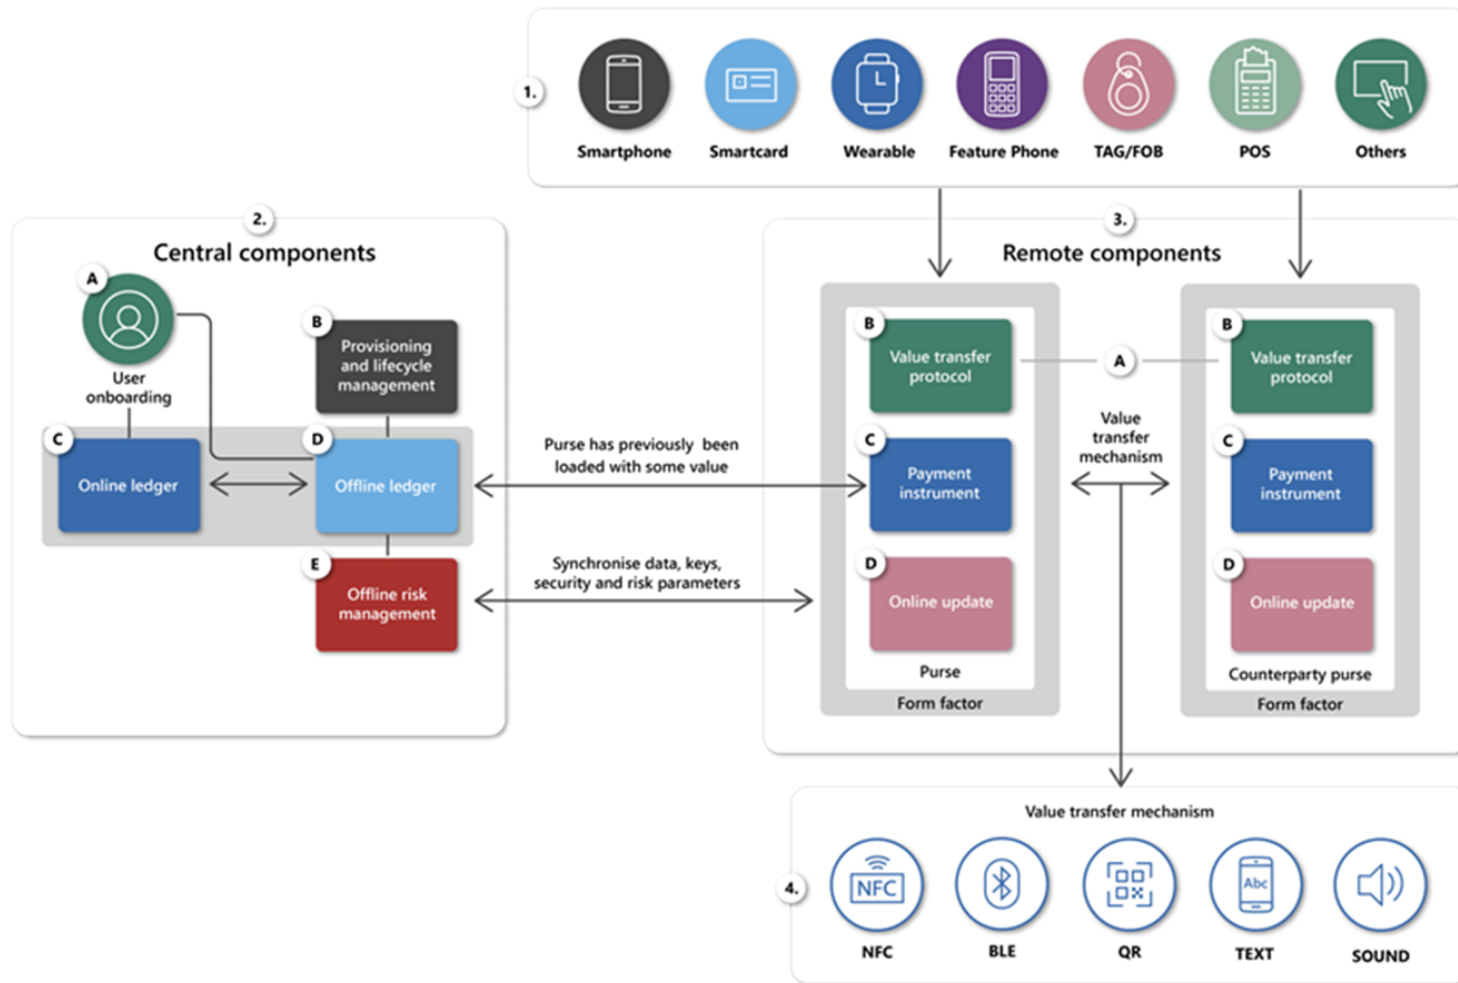 1.
Smartphone
Smartcard
Wearable
Feature Phone
TAG/FOB
POS
Others
2.
Central components
A
User
onboarding
B
Provisioning
and lifecycle
management
C
Online ledger
D
Offline ledger
E
Offline risk
management
Purse has previously been
loaded with some value
Synchronise data, keys,
security and risk parameters
3.
Remote components
B
Value transfer
protocol
C
Payment
instrument
D
Online update
Purse
Form factor
A
Value
transfer
mechanism
B
Value transfer
protocol
C
Payment
instrument
D
Online update
Counterparty purse
Form factor
4.
Value transfer mechanism
NFC
NFC
BLE
QR
Abc
TEXT
SOUND